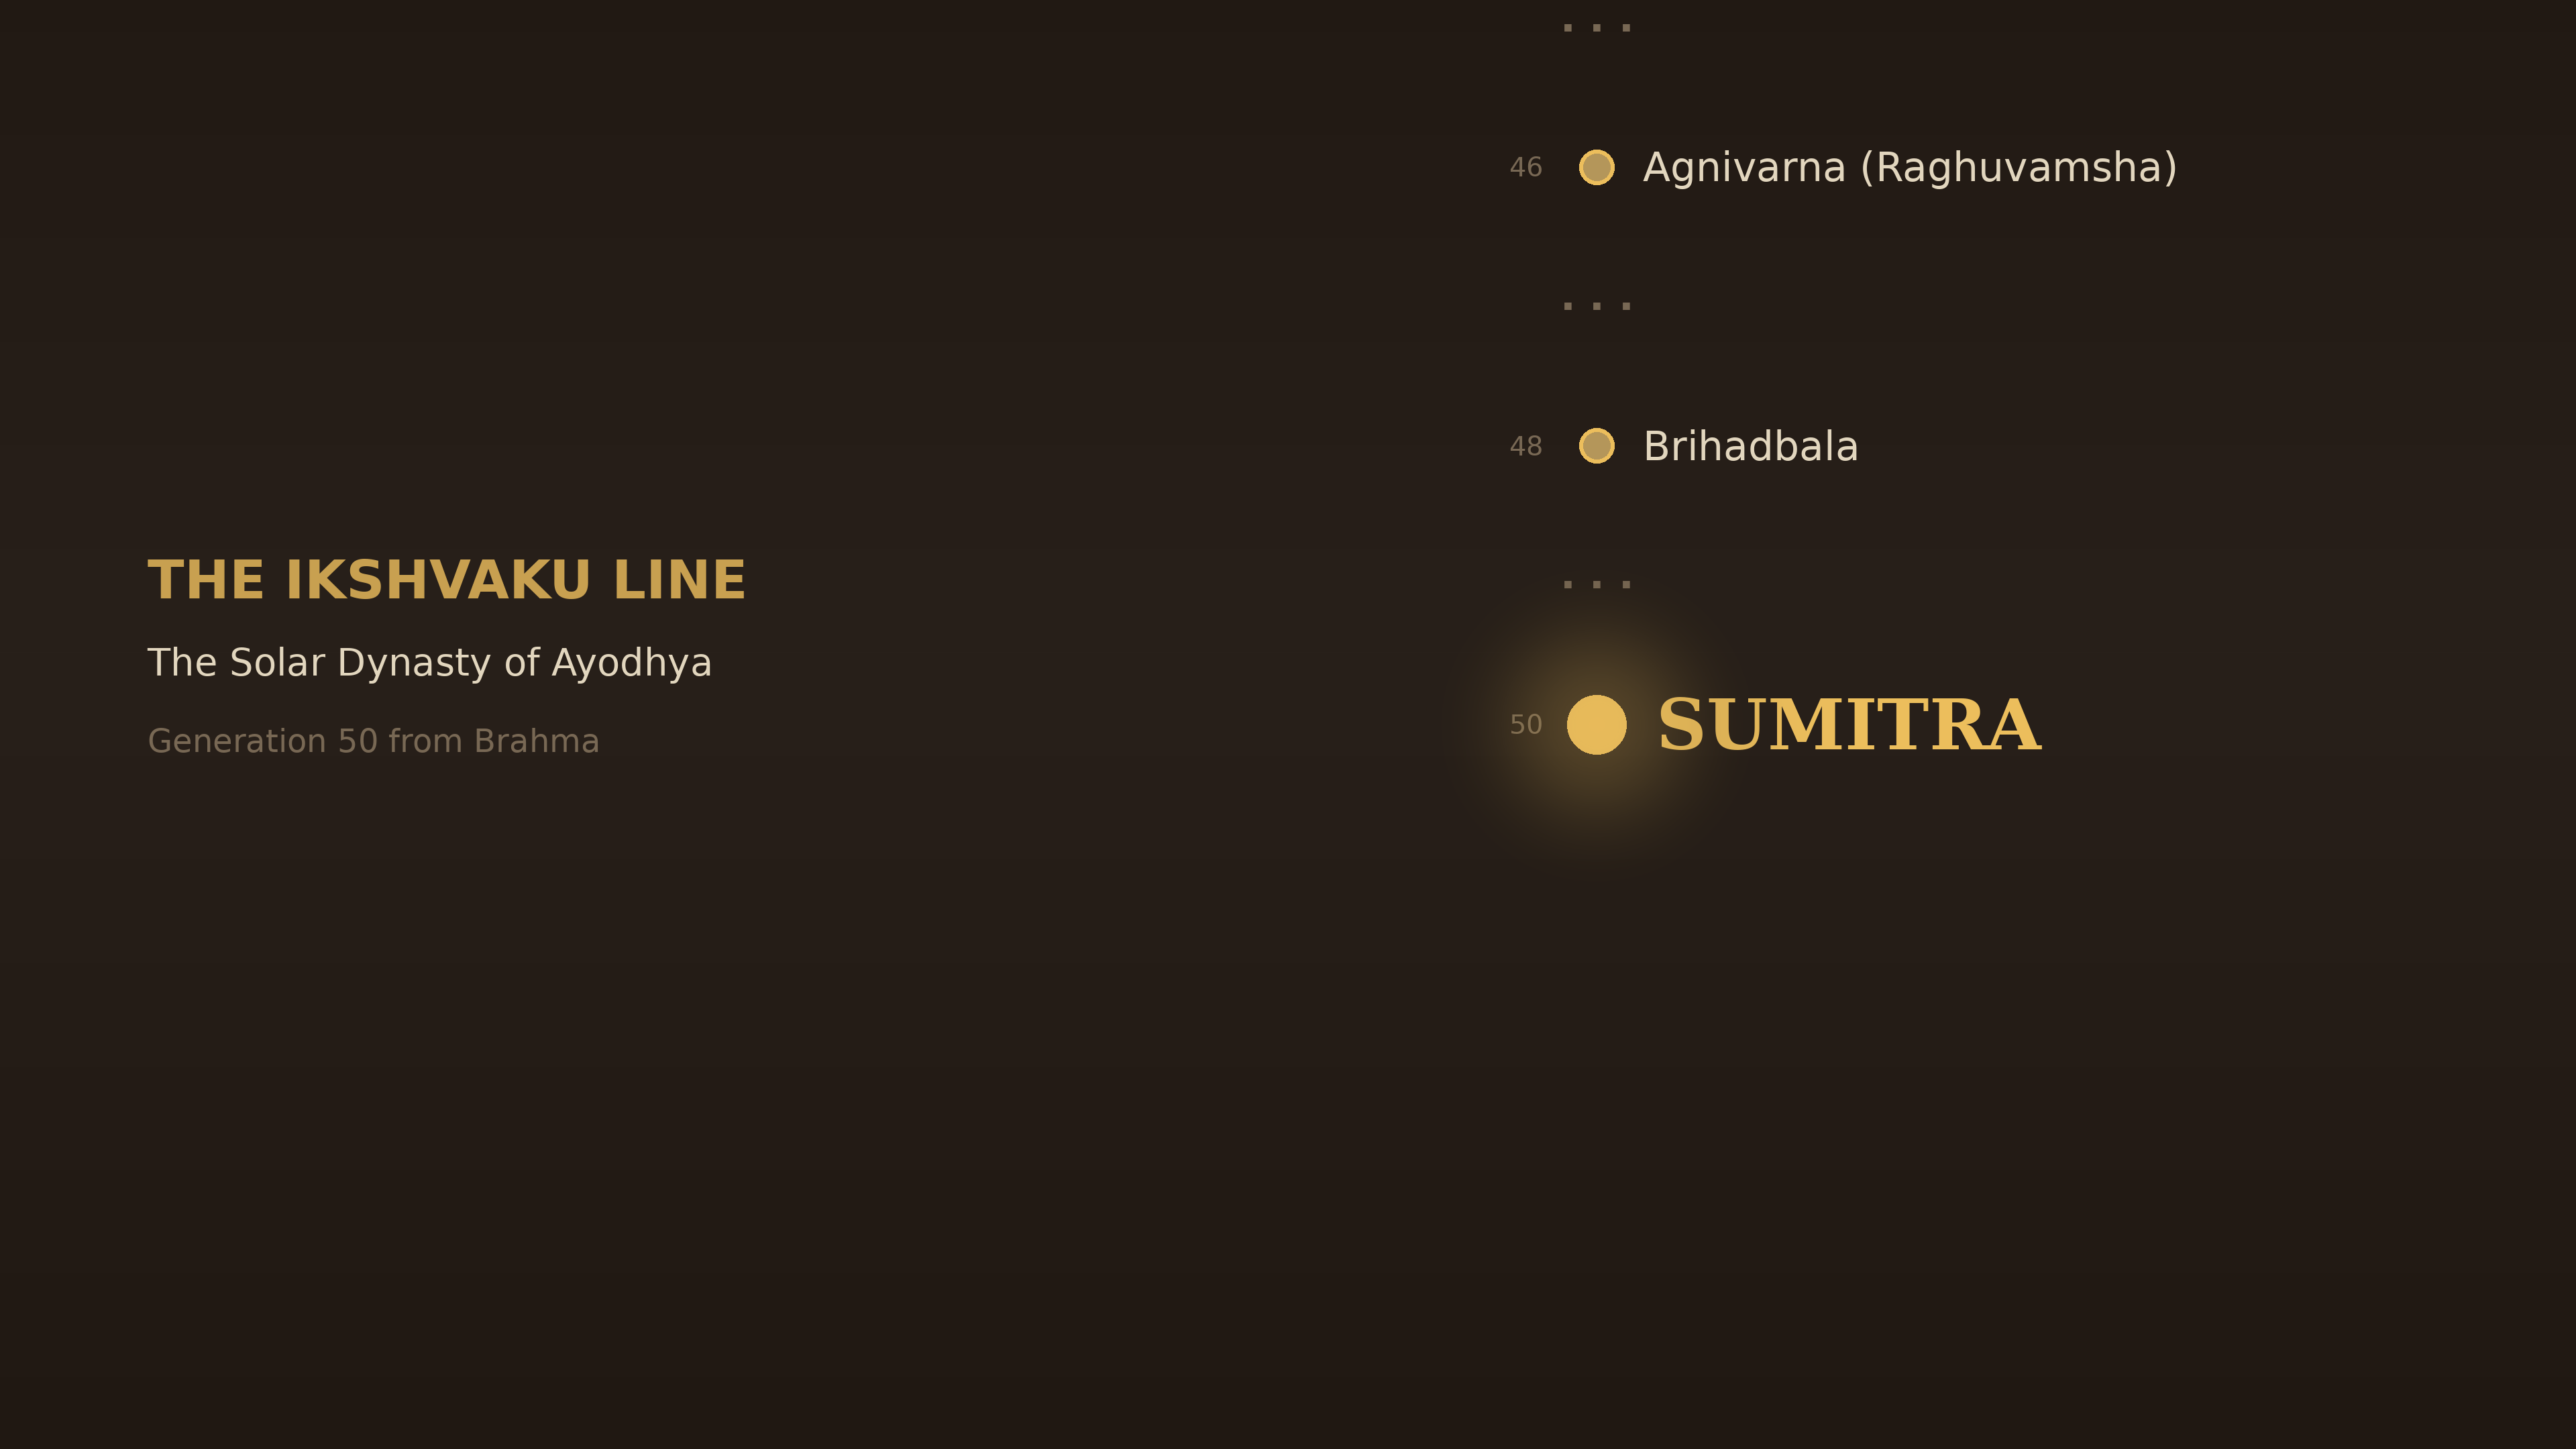 THE IKSHVAKU LINE
The Solar Dynasty of Ayodhya
Generation 50 from Brahma
...
46 Agnivarna (Raghuvamsha)
...
48 Brihadbala
...
50 SUMITRA